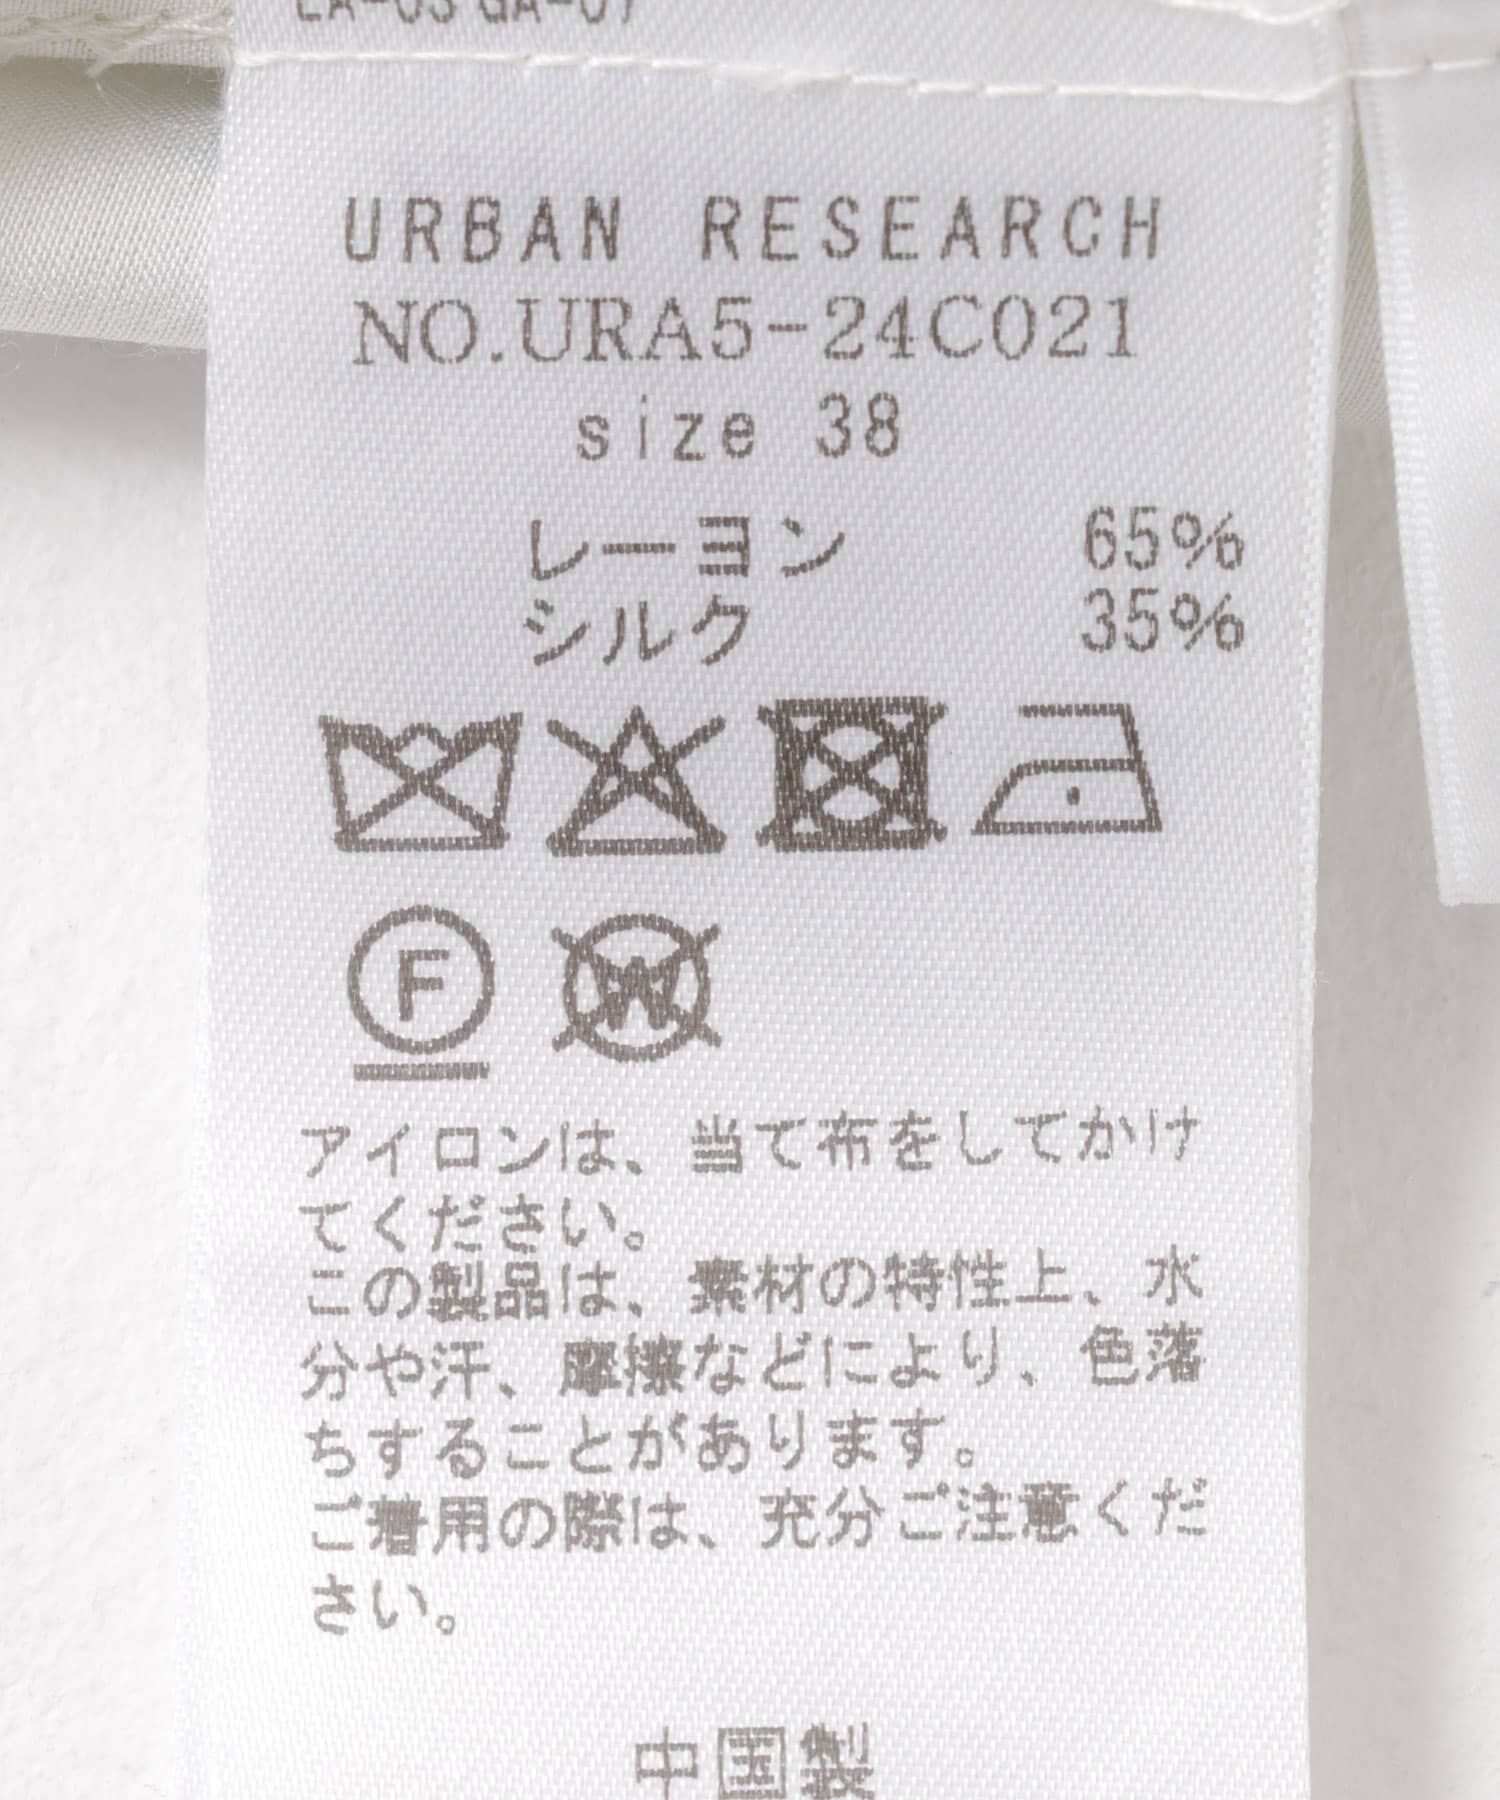 LA-03 GA-01
URBAN RESEARCH
NO.URA5-24C021
size 38
レーヨン 65%
シルク 35%
F
W
アイロンは、当て布をしてかけ
てください。
この製品は、素材の特性上、水
分や汗、摩擦などにより、色落
ちすることがあります。
ご着用の際は、充分ご注意くだ
さい。
中国製